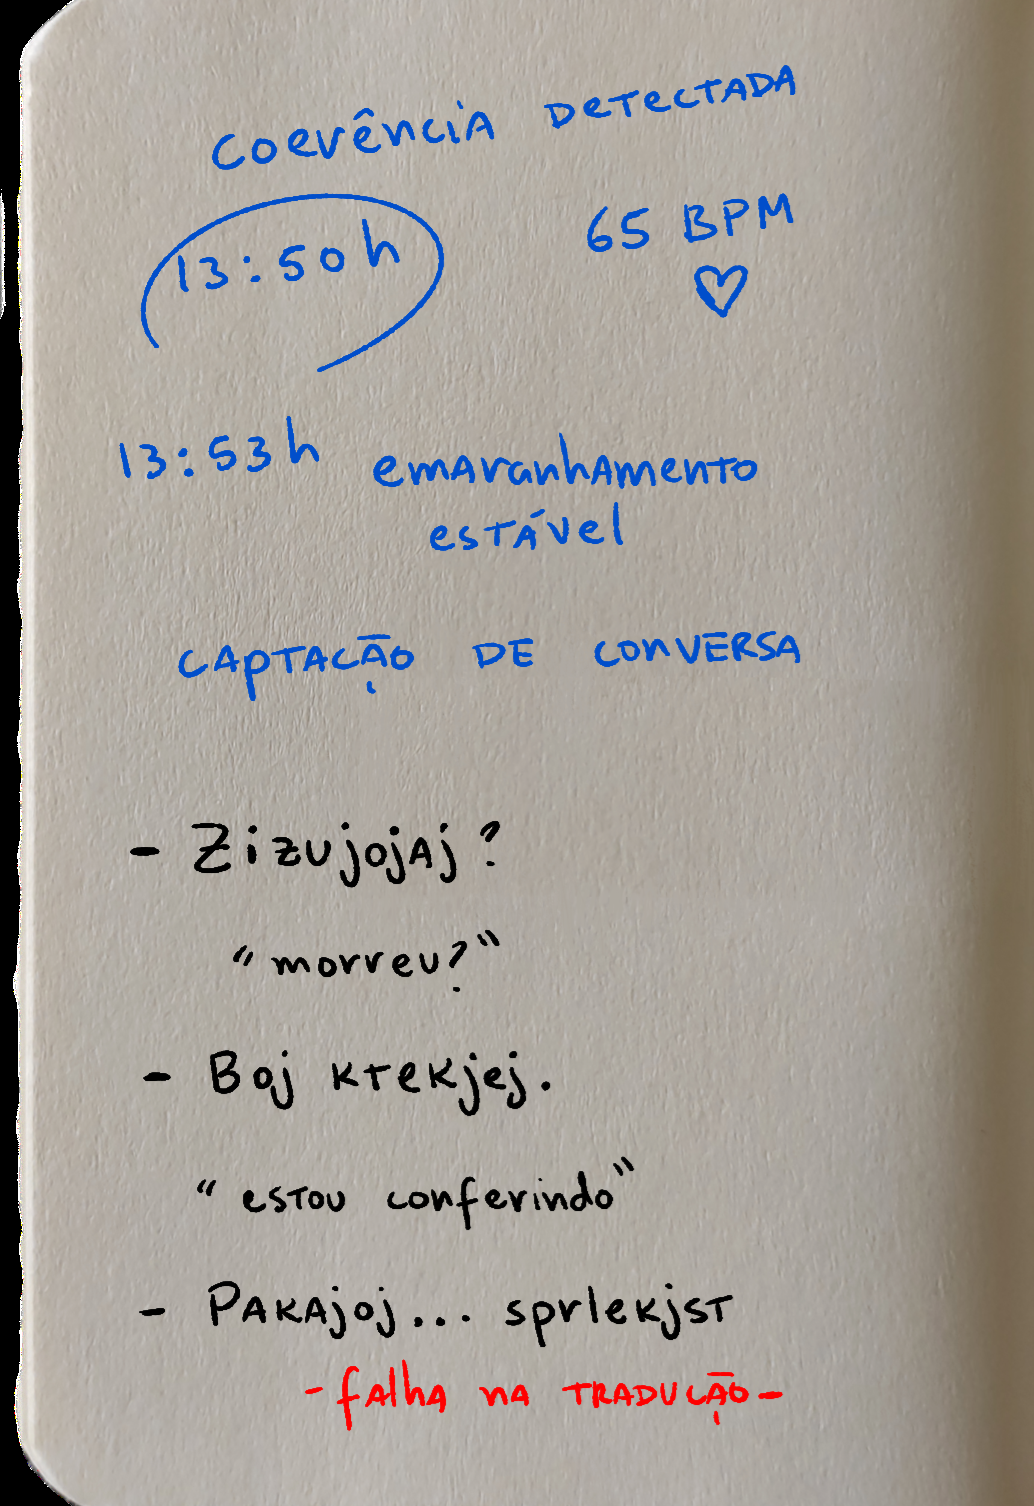 coerência DeTecTADA
13:50h
65 BPM
13:53h emaranhamento
estável
CAPTAÇÃO DE CONVERSA
- Zizujojaj?
"morreu?"
- Boj ktekjej.
"estou conferindo"
- Pakajoj... sprlekjst
- falha na TRADUÇÃO -